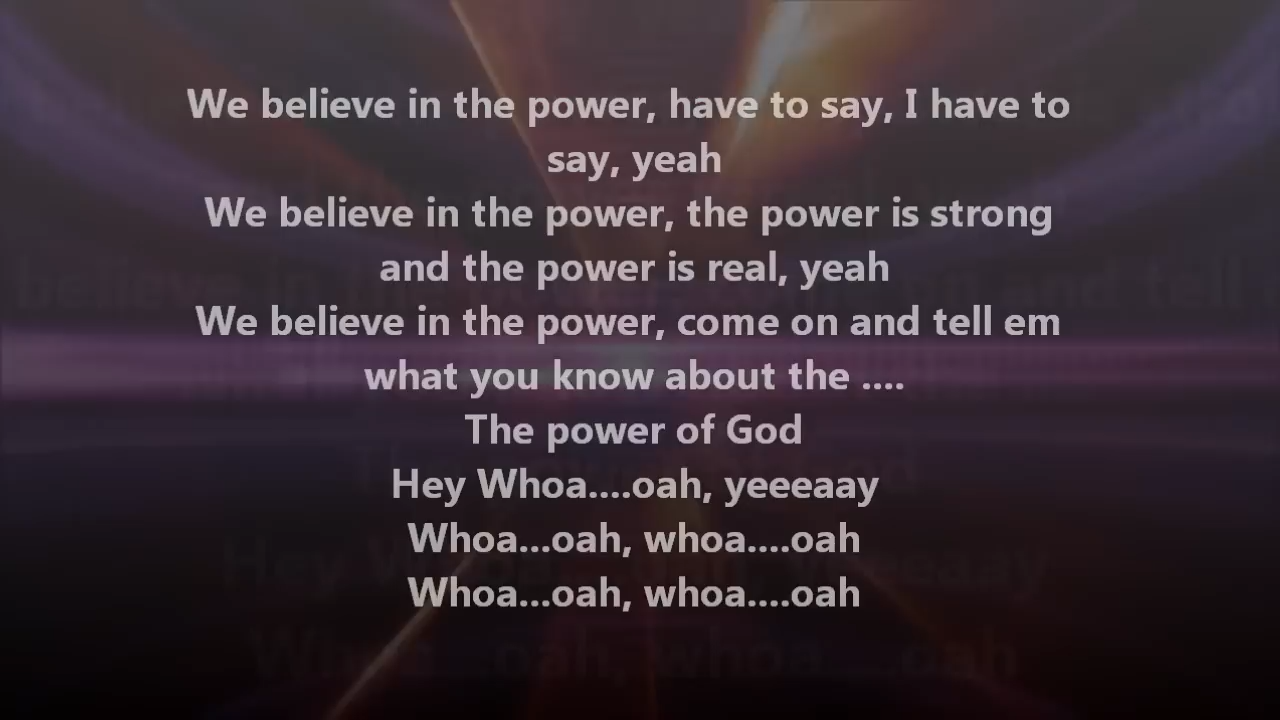 We believe in the power, have to say, I have to
say, yeah
We believe in the power, the power is strong
and the power is real, yeah
We believe in the power, come on and tell em
what you know about the ....
The power of God
Hey Whoa....oah, yeeeaay
Whoa...oah, whoa....oah
Whoa...oah, whoa....oah